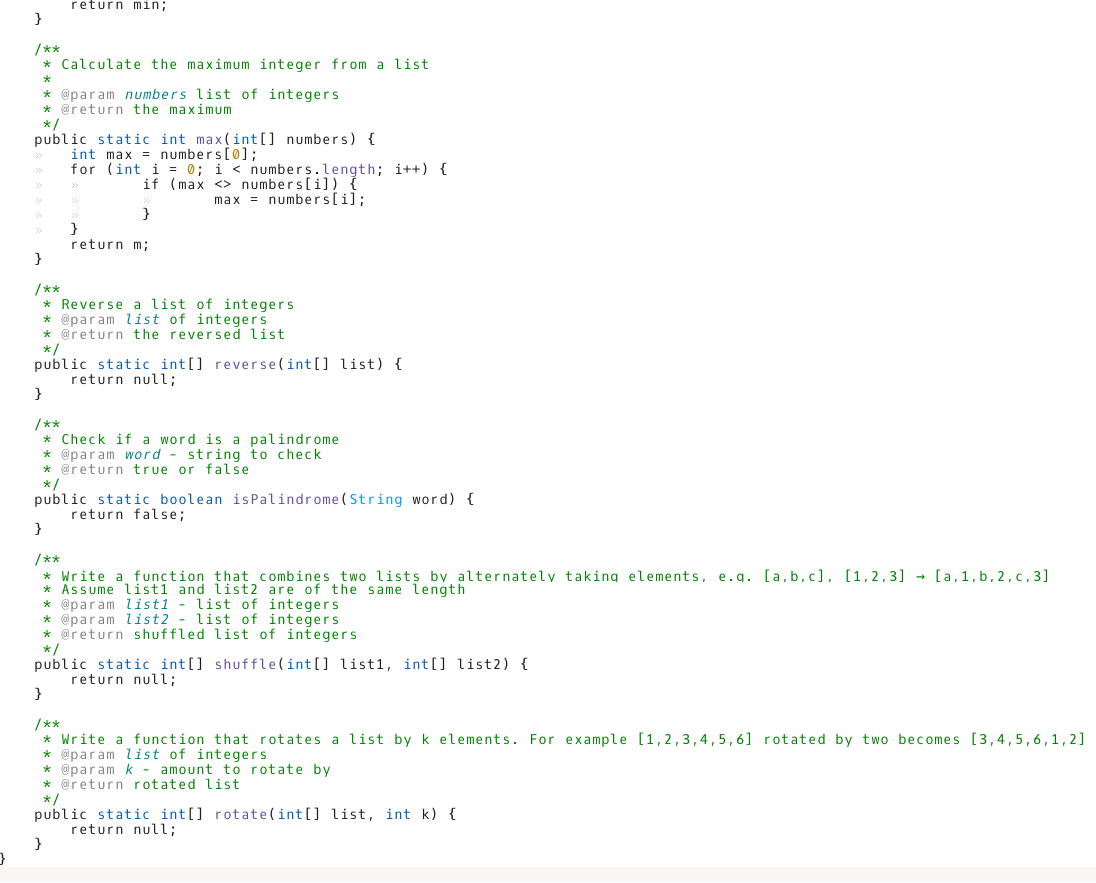 return min;
    }

    /**
     * Calculate the maximum integer from a list
     *
     * @param numbers list of integers
     * @return the maximum
     */
    public static int max(int[] numbers) {
    »   int max = numbers[0];
    »   for (int i = 0; i < numbers.length; i++) {
    »   »       if (max <> numbers[i]) {
    »   »       »       max = numbers[i];
    »   »       }
    »   }
        return m;
    }

    /**
     * Reverse a list of integers
     * @param list of integers
     * @return the reversed list
     */
    public static int[] reverse(int[] list) {
        return null;
    }

    /**
     * Check if a word is a palindrome
     * @param word - string to check
     * @return true or false
     */
    public static boolean isPalindrome(String word) {
        return false;
    }

    /**
     * Write a function that combines two lists by alternately taking elements, e.g. [a,b,c], [1,2,3] → [a,1,b,2,c,3]
     * Assume list1 and list2 are of the same length
     * @param list1 - list of integers
     * @param list2 - list of integers
     * @return shuffled list of integers
     */
    public static int[] shuffle(int[] list1, int[] list2) {
        return null;
    }

    /**
     * Write a function that rotates a list by k elements. For example [1,2,3,4,5,6] rotated by two becomes [3,4,5,6,1,2]
     * @param list of integers
     * @param k - amount to rotate by
     * @return rotated list
     */
    public static int[] rotate(int[] list, int k) {
        return null;
    }
}